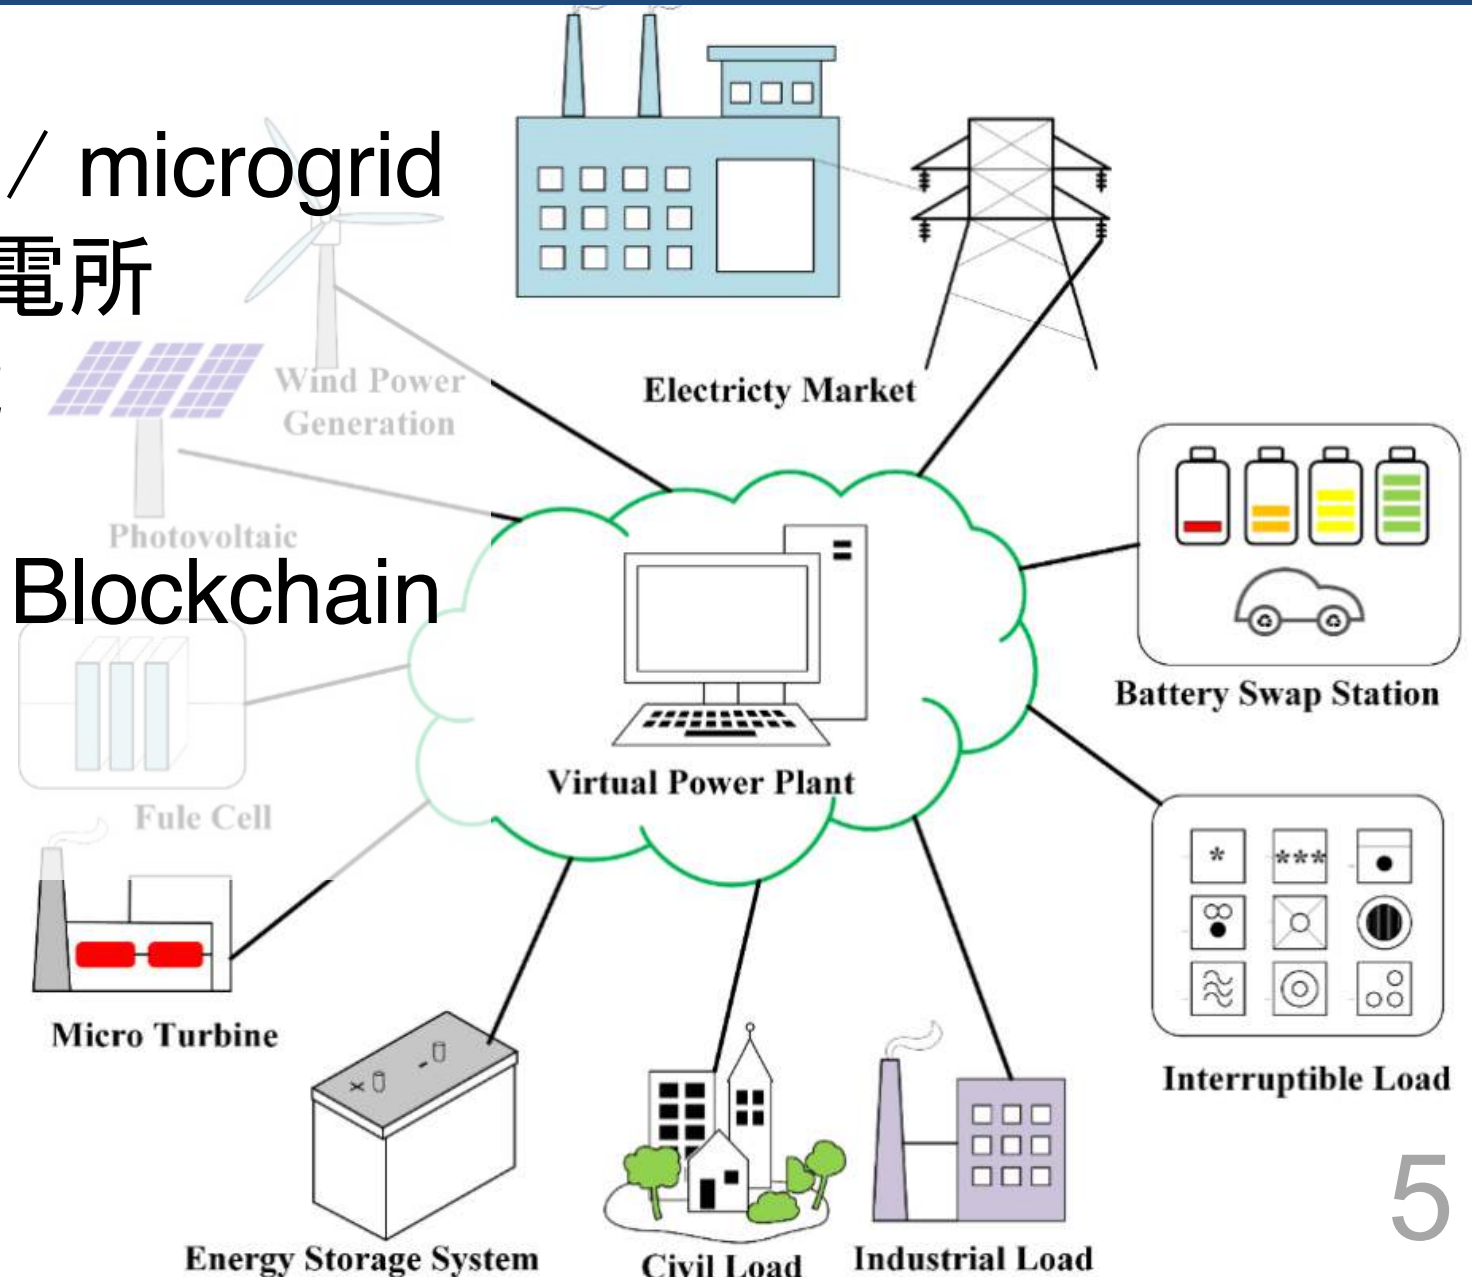 / microgrid
電所
Wind Power
Generation
Electricty Market
Photovoltaic
Blockchain
Battery Swap Station
Virtual Power Plant
Fule Cell
* ***
Micro Turbine
Interruptible Load
Energy Storage System
Civil Load
Industrial Load
5